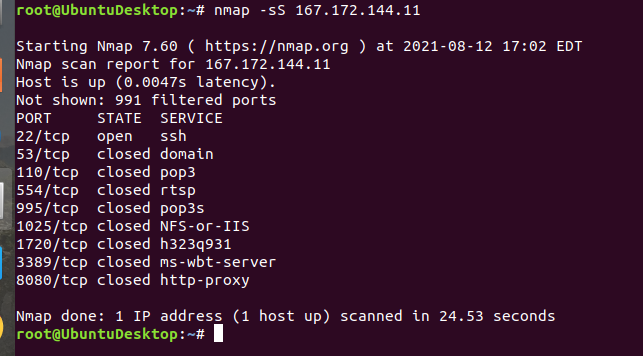 root@UbuntuDesktop:~# nmap -sS 167.172.144.11
Starting Nmap 7.60 ( https://nmap.org ) at 2021-08-12 17:02 EDT
Nmap scan report for 167.172.144.11
Host is up (0.0047s latency).
Not shown: 991 filtered ports
PORT     STATE  SERVICE
22/tcp   open   ssh
53/tcp   closed domain
110/tcp  closed pop3
554/tcp  closed rtsp
995/tcp  closed pop3s
1025/tcp closed NFS-or-IIS
1720/tcp closed h323q931
3389/tcp closed ms-wbt-server
8080/tcp closed http-proxy
Nmap done: 1 IP address (1 host up) scanned in 24.53 seconds
root@UbuntuDesktop:~#